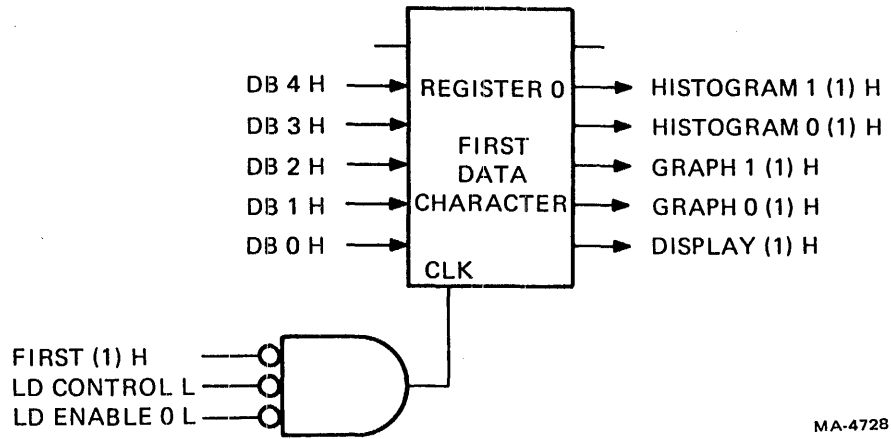 DB 4 H
DB 3 H
DB 2 H
DB 1 H
DB 0 H
REGISTER 0
FIRST
DATA
CHARACTER
CLK
HISTOGRAM 1 (1) H
HISTOGRAM 0 (1) H
GRAPH 1 (1) H
GRAPH 0 (1) H
DISPLAY (1) H
FIRST (1) H
LD CONTROL L
LD ENABLE 0 L
MA-4728